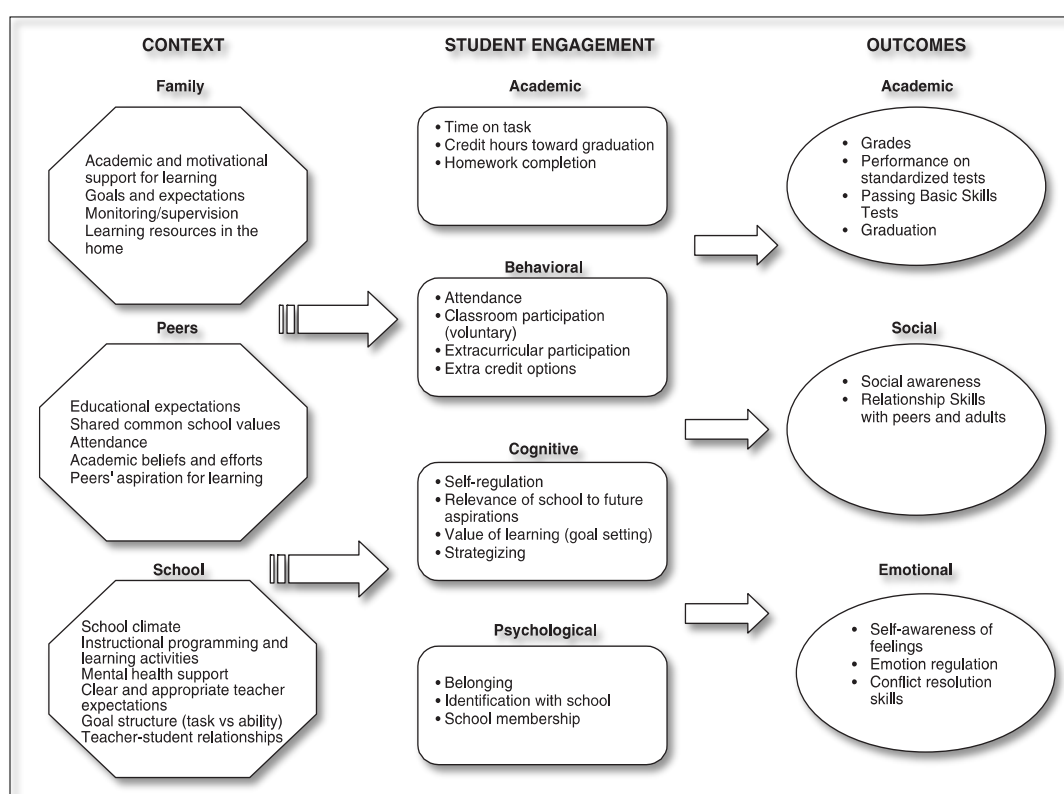 CONTEXT
Family
Academic and motivational
support for learning
Goals and expectations
Monitoring/supervision
Learning resources in the
home
Peers
Educational expectations
Shared common school values
Attendance
Academic beliefs and efforts
Peers' aspiration for learning
School
School climate
Instructional programming and
learning activities
Mental health support
Clear and appropriate teacher
expectations
Goal structure (task vs ability)
Teacher-student relationships
STUDENT ENGAGEMENT
Academic
• Time on task
• Credit hours toward graduation
• Homework completion
Behavioral
• Attendance
• Classroom participation
(voluntary)
• Extracurricular participation
• Extra credit options
Cognitive
• Self-regulation
• Relevance of school to future
aspirations
• Value of learning (goal setting)
• Strategizing
Psychological
• Belonging
• Identification with school
• School membership
OUTCOMES
Academic
• Grades
• Performance on
standardized tests
• Passing Basic Skills
Tests
• Graduation
Social
• Social awareness
• Relationship Skills
with peers and adults
Emotional
• Self-awareness of
feelings
• Emotion regulation
• Conflict resolution
skills